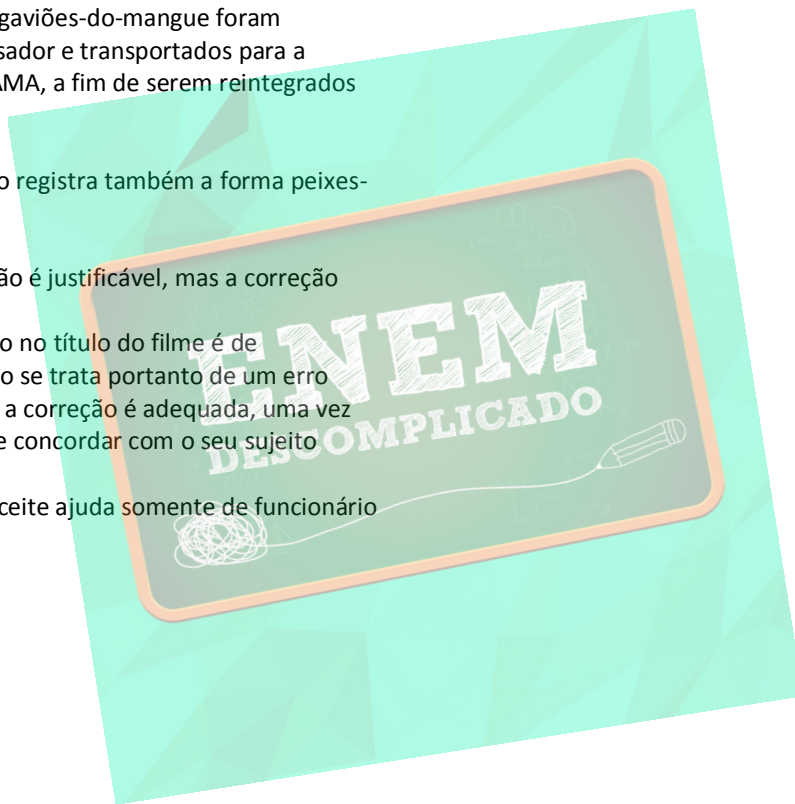 gaviões-do-mangue foram
sador e transportados para a
AMA, a fim de serem reintegrados
o registra também a forma peixes-
ão é justificável, mas a correção
o no título do filme é de
o se trata portanto de um erro
a correção é adequada, uma vez
e concordar com o seu sujeito
ceite ajuda somente de funcionário
ENEM
DESCOMPLICADO